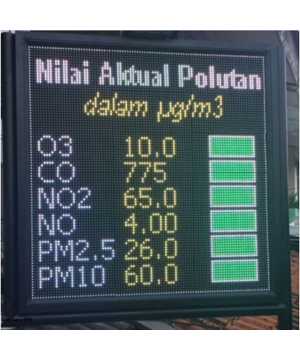 Nilai Aktual Polutan
dalam µg/m3
O3 10.0
CO 775
NO2 65.0
NO 4.00
PM2.5 26.0
PM10 60.0